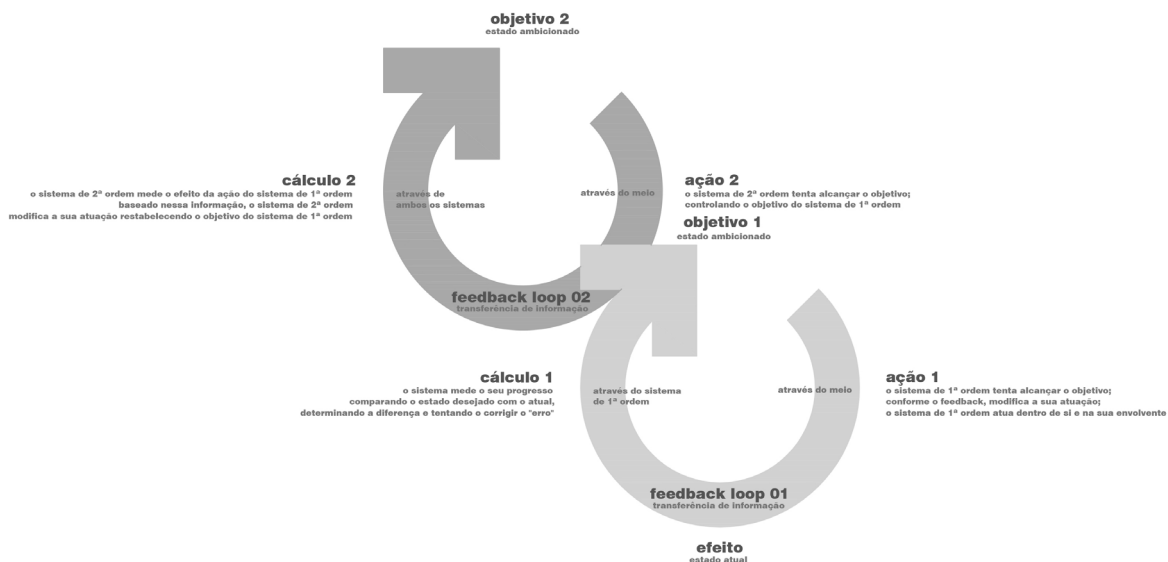 objetivo 2
estado ambicionado
cálculo 2
o sistema de 2ª ordem mede o efeito da ação do sistema de 1ª ordem
baseado nessa informação, o sistema de 2ª ordem
modifica a sua atuação restabelecendo o objetivo do sistema de 1ª ordem
através de
ambos os sistemas
através do meio
ação 2
o sistema de 2ª ordem tenta alcançar o objetivo;
controlando o objetivo do sistema de 1ª ordem
objetivo 1
estado ambicionado
feedback loop 02
transferência de informação
cálculo 1
o sistema mede o seu progresso
comparando o estado desejado com o atual,
determinando a diferença e tentando o corrigir o "erro"
através do sistema
de 1ª ordem
através do meio
ação 1
o sistema de 1ª ordem tenta alcançar o objetivo;
conforme o feedback, modifica a sua atuação;
o sistema de 1ª ordem atua dentro de si e na sua envolvente
feedback loop 01
transferência de informação
efeito
estado atual